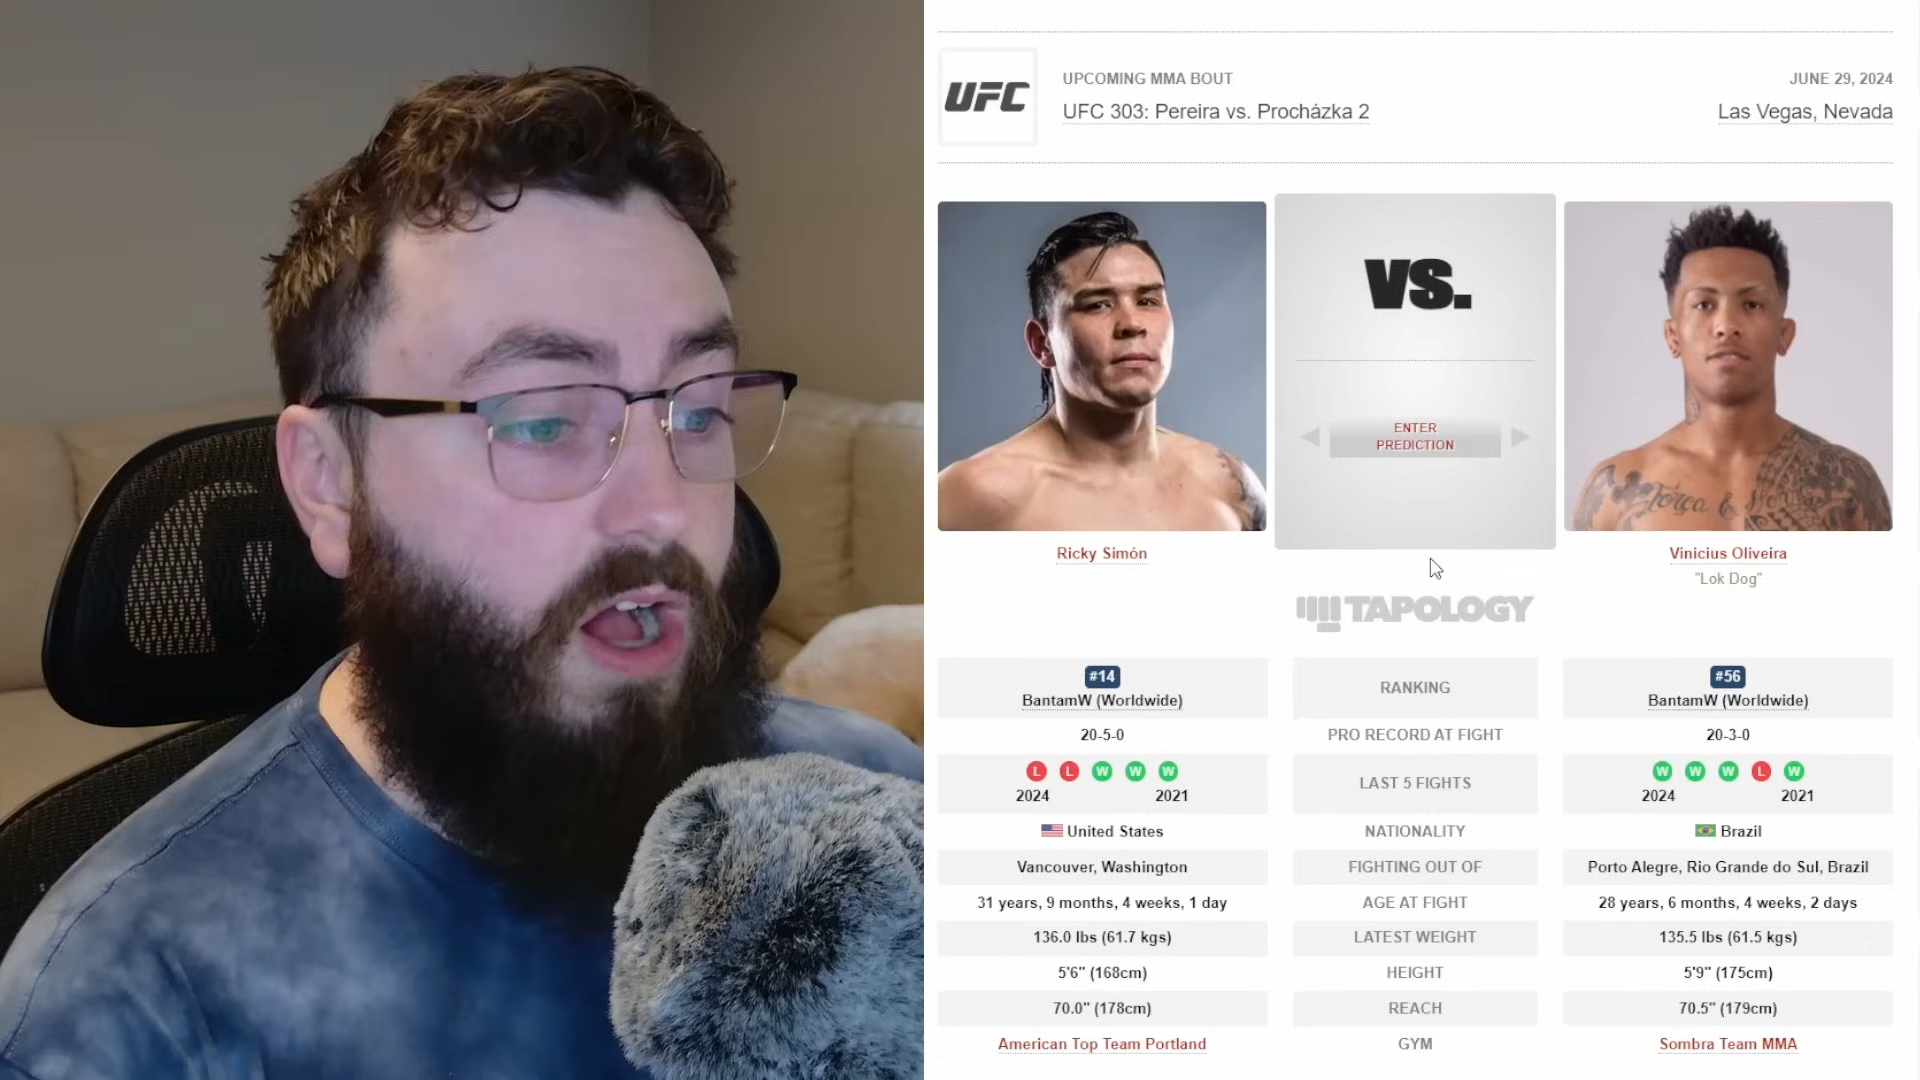 UFC
UPCOMING MMA BOUT
UFC 303: Pereira vs. Procházka 2
JUNE 29, 2024
Las Vegas, Nevada
VS.
ENTER
PREDICTION
Força &
Ricky Simón
Vinicius Oliveira
"Lok Dog"
TAPOLOGY
#14
BantamW (Worldwide)
RANKING
#56
BantamW (Worldwide)
20-5-0
PRO RECORD AT FIGHT
20-3-0
L L W W W
2024 2021
LAST 5 FIGHTS
W W W L W
2024 2021
United States
NATIONALITY
Brazil
Vancouver, Washington
FIGHTING OUT OF
Porto Alegre, Rio Grande do Sul, Brazil
31 years, 9 months, 4 weeks, 1 day
AGE AT FIGHT
28 years, 6 months, 4 weeks, 2 days
136.0 lbs (61.7 kgs)
LATEST WEIGHT
135.5 lbs (61.5 kgs)
5'6" (168cm)
HEIGHT
5'9" (175cm)
70.0" (178cm)
REACH
70.5" (179cm)
American Top Team Portland
GYM
Sombra Team MMA